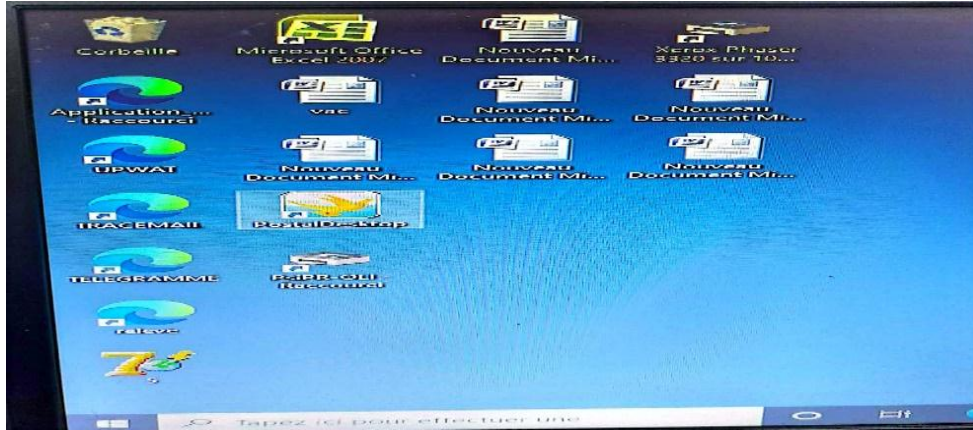 Corbeille
Microsoft Office
Excel 2007
Nouveau
Document Mi...
Xerox Phaser
3320 sur 10...
Application_...
- Raccourci
vac
Nouveau
Document Mi...
Nouveau
Document Mi...
UPWAT
Nouveau
Document Mi...
Nouveau
Document Mi...
Nouveau
Document Mi...
TRACEMAIL
PostalDesktop
TELEGRAMME
Raccourci
Tapez ici pour effectuer une